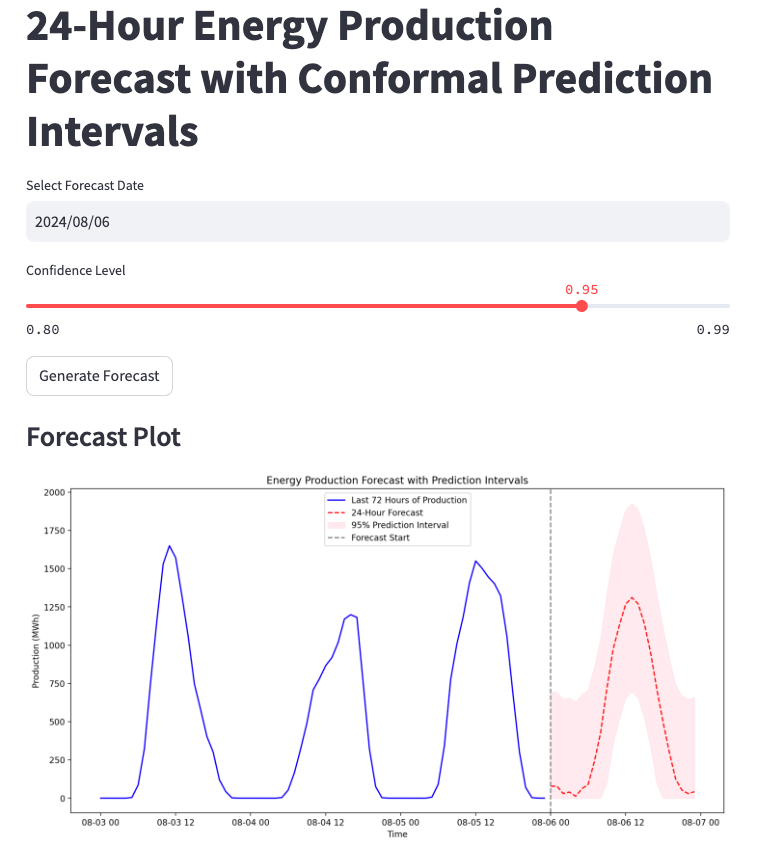 24-Hour Energy Production
Forecast with Conformal Prediction
Intervals
Select Forecast Date
2024/08/06
Confidence Level
0.95
0.80
0.99
Generate Forecast
Forecast Plot
Energy Production Forecast with Prediction Intervals
Last 72 Hours of Production
24-Hour Forecast
95% Prediction Interval
Forecast Start
Production (MWh)
2000
1750
1500
1250
1000
750
500
250
0
08-03 00
08-03 12
08-04 00
08-04 12
08-05 00
08-05 12
08-06 00
08-06 12
08-07 00
Time